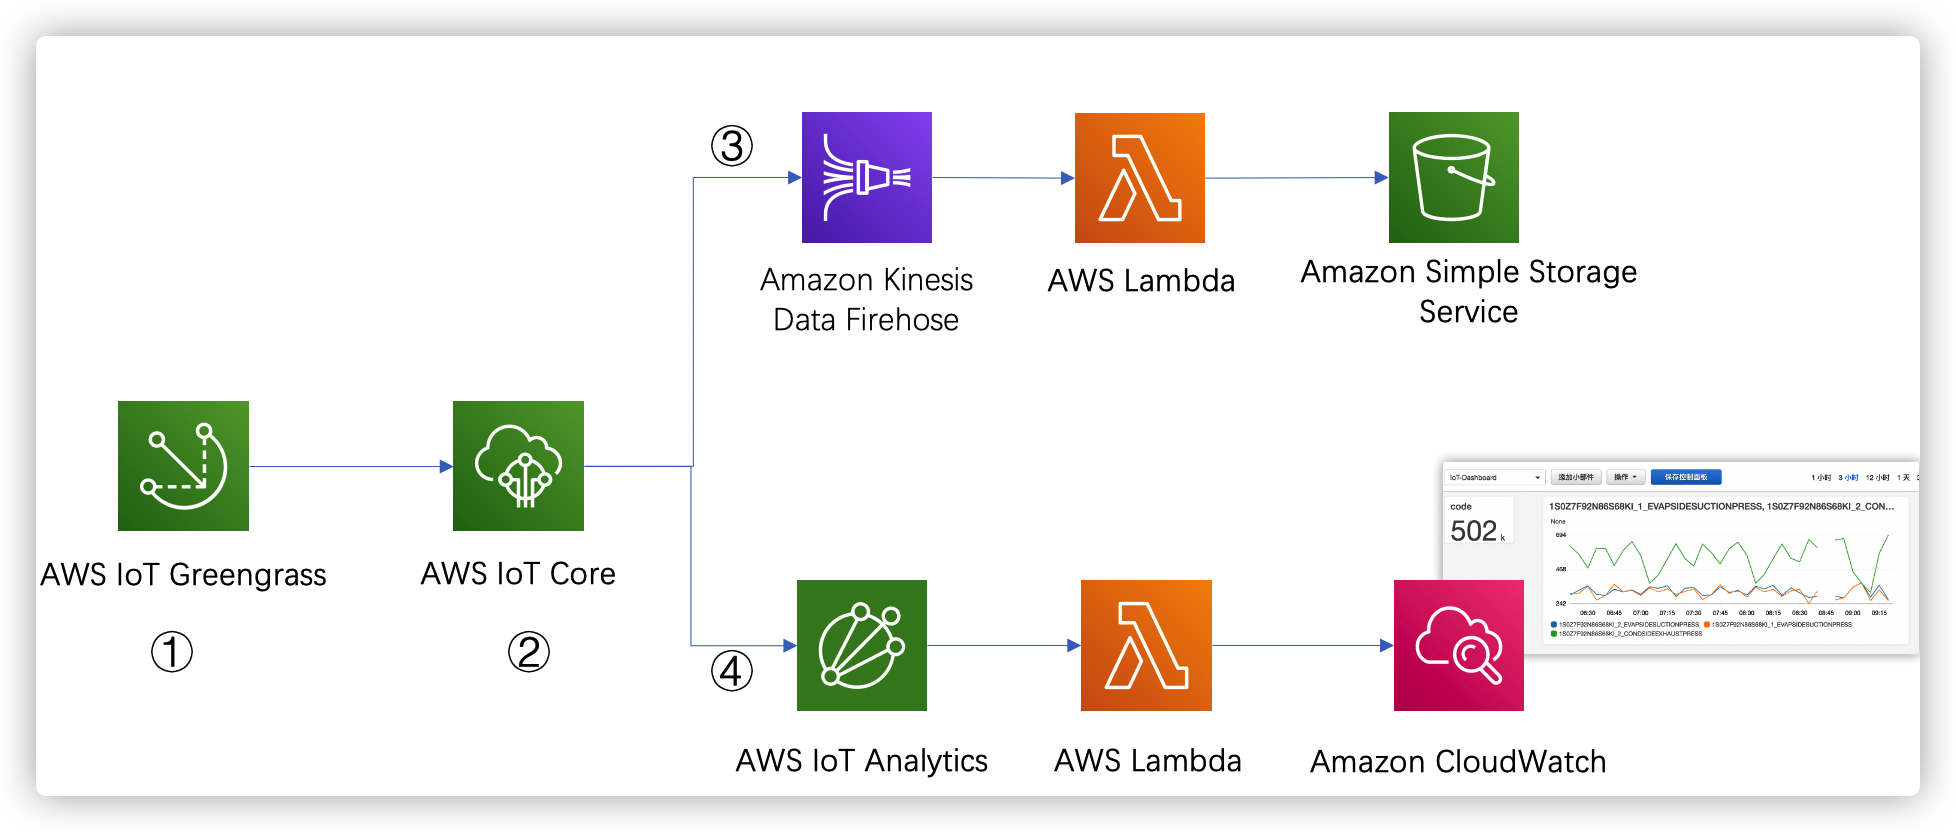 ③
Amazon Kinesis
Data Firehose
AWS Lambda
Amazon Simple Storage
Service
AWS IoT Greengrass
①
AWS IoT Core
②
④
AWS IoT Analytics
AWS Lambda
Amazon CloudWatch
IoT-Dashboard
添加小部件
操作
保存控制面板
1 小时 3 小时 12 小时 1 天 3
code
502 k
1S0Z7F92N86S68KI_1_EVAPSIDESUCTIONPRESS, 1S0Z7F92N86S68KI_2_CON...
None
694
468
242
06:30 06:45 07:00 07:15 07:30 07:45 08:00 08:15 08:30 08:45 09:00 09:15
1S0Z7F92N86S68KI_2_EVAPSIDESUCTIONPRESS 1S0Z7F92N86S68KI_1_EVAPSIDESUCTIONPRESS
1S0Z7F92N86S68KI_2_CONDSIDEEXHAUSTPRESS